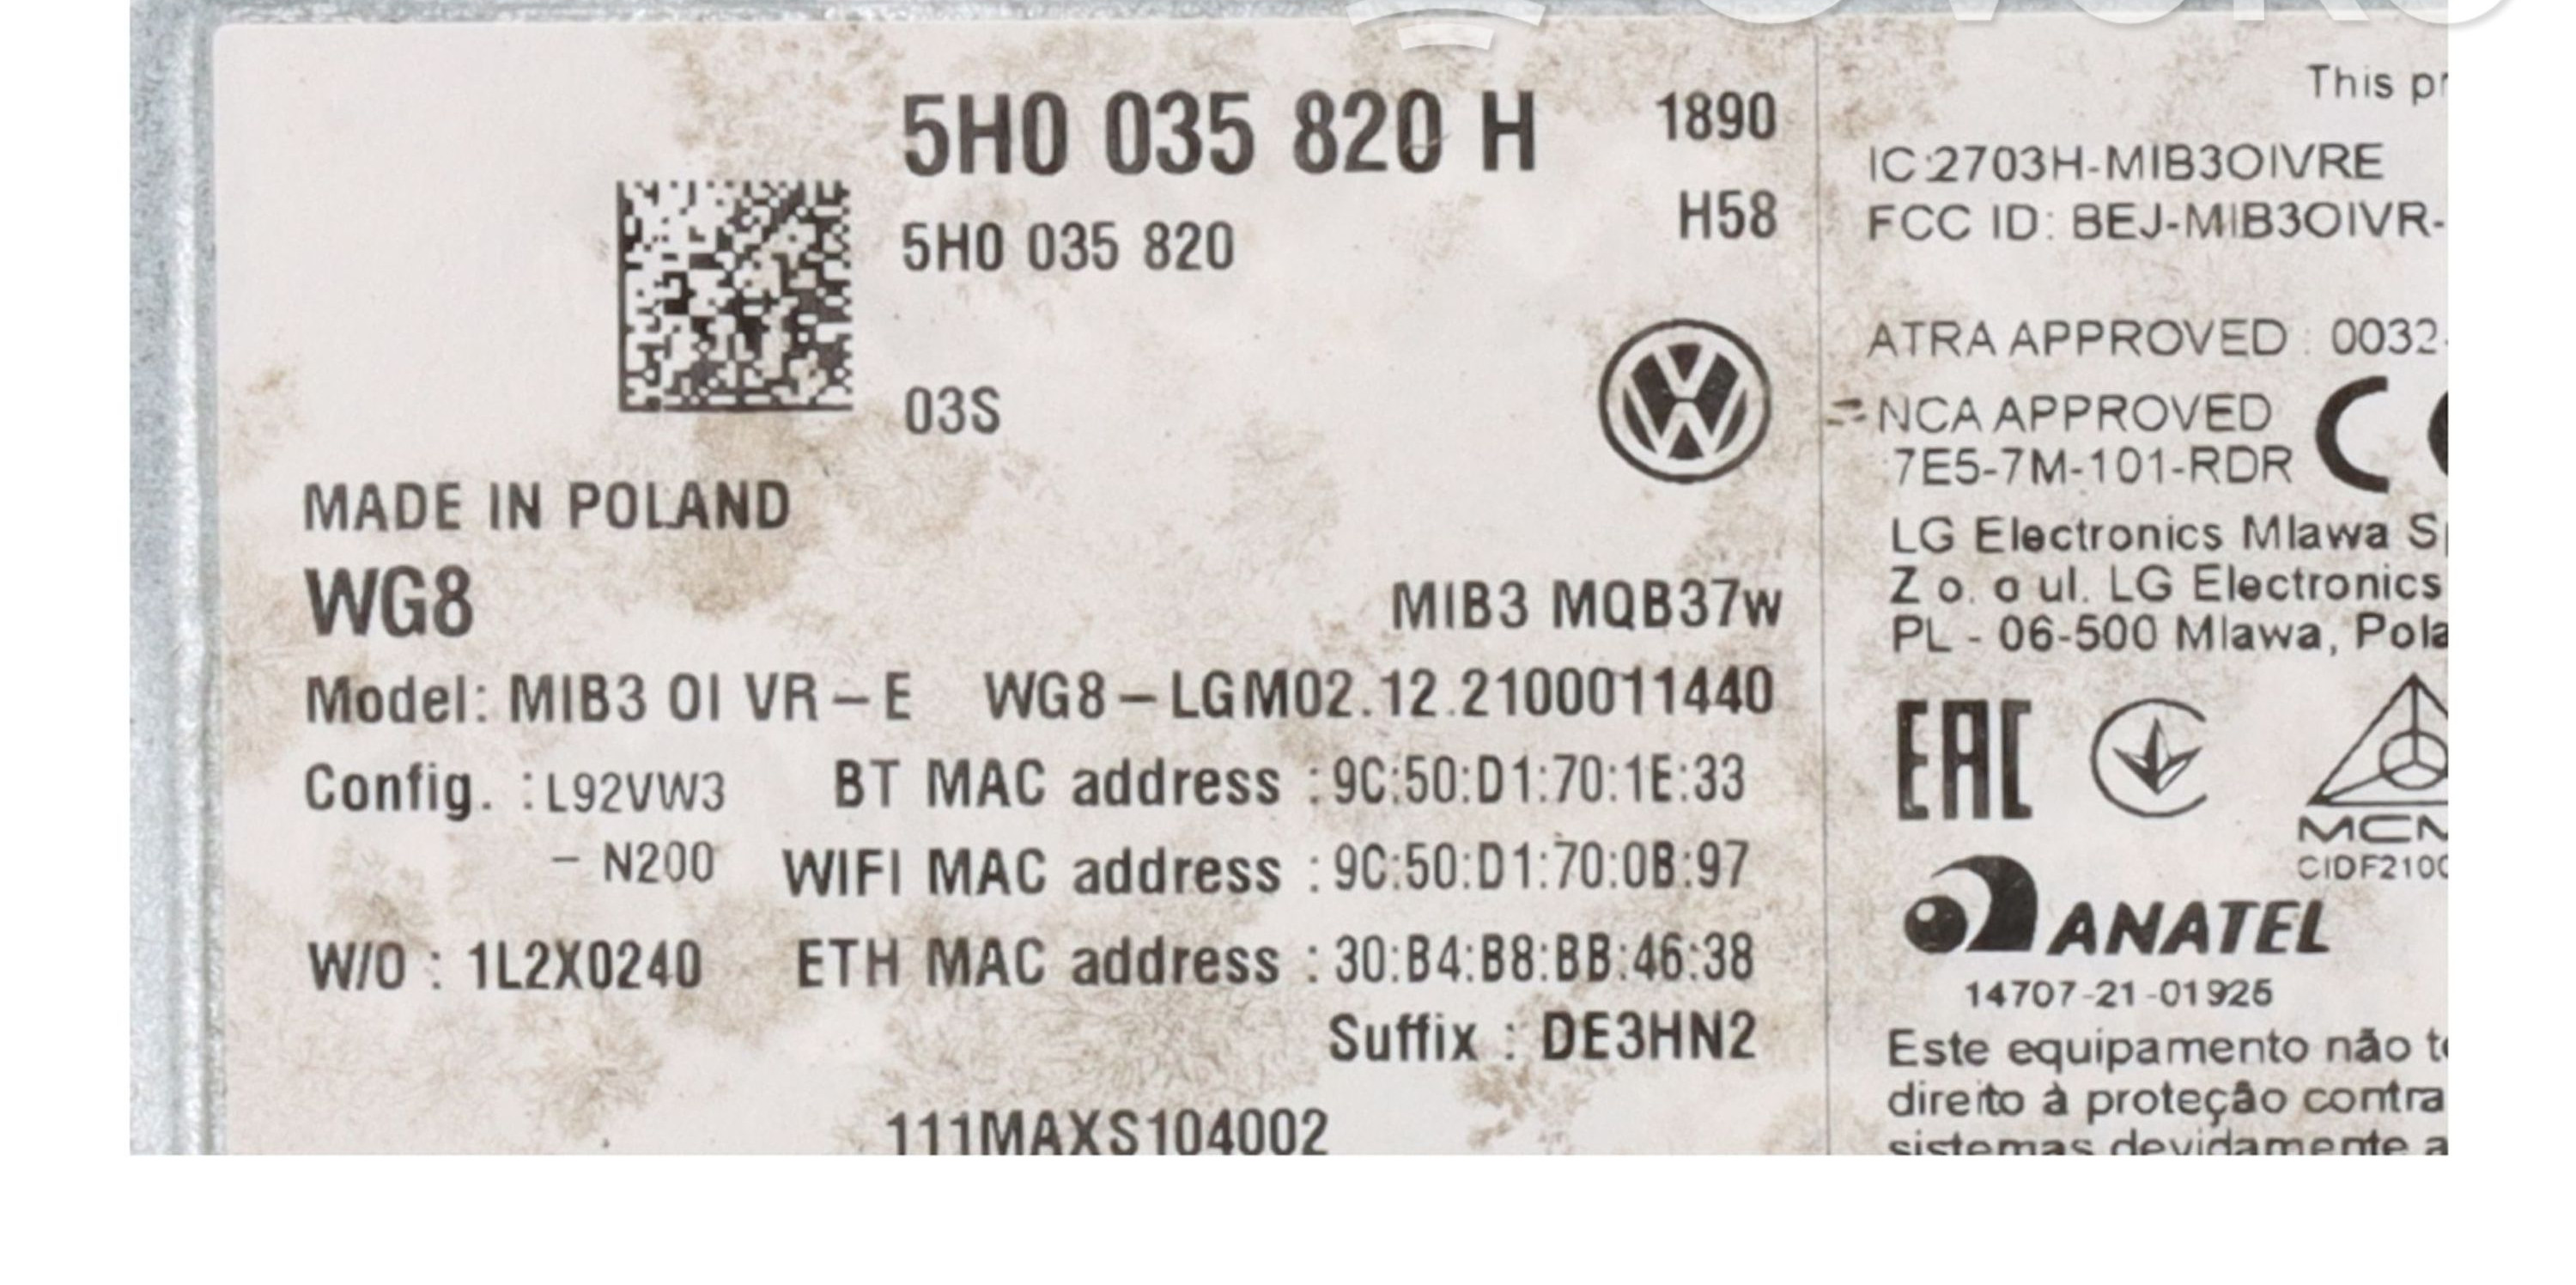 5H0 035 820 H 1890
5H0 035 820 H58
03S
MADE IN POLAND
WG8
MIB3 MQB37w
Model: MIB3 OI VR – E WG8 – LGM02.12.2100011440
Config. : L92VW3 BT MAC address : 9C:50:D1:70:1E:33
– N200 WIFI MAC address : 9C:50:D1:70:0B:97
W/O : 1L2X0240 ETH MAC address : 30:B4:B8:BB:46:38
Suffix : DE3HN2
111MAXS104002
This
IC:2703H-MIB3OIVRE
FCC ID: BEJ-MIB3OIVR-
ATRA APPROVED : 0032
NCA APPROVED
7E5-7M-101-RDR
LG Electronics Mlawa
Z o. o ul. LG Electronics
PL - 06-500 Mlawa,
EAC
ANATEL
14707-21-01926
Este equipamento não
direito à proteção contra
sistemas devidamente